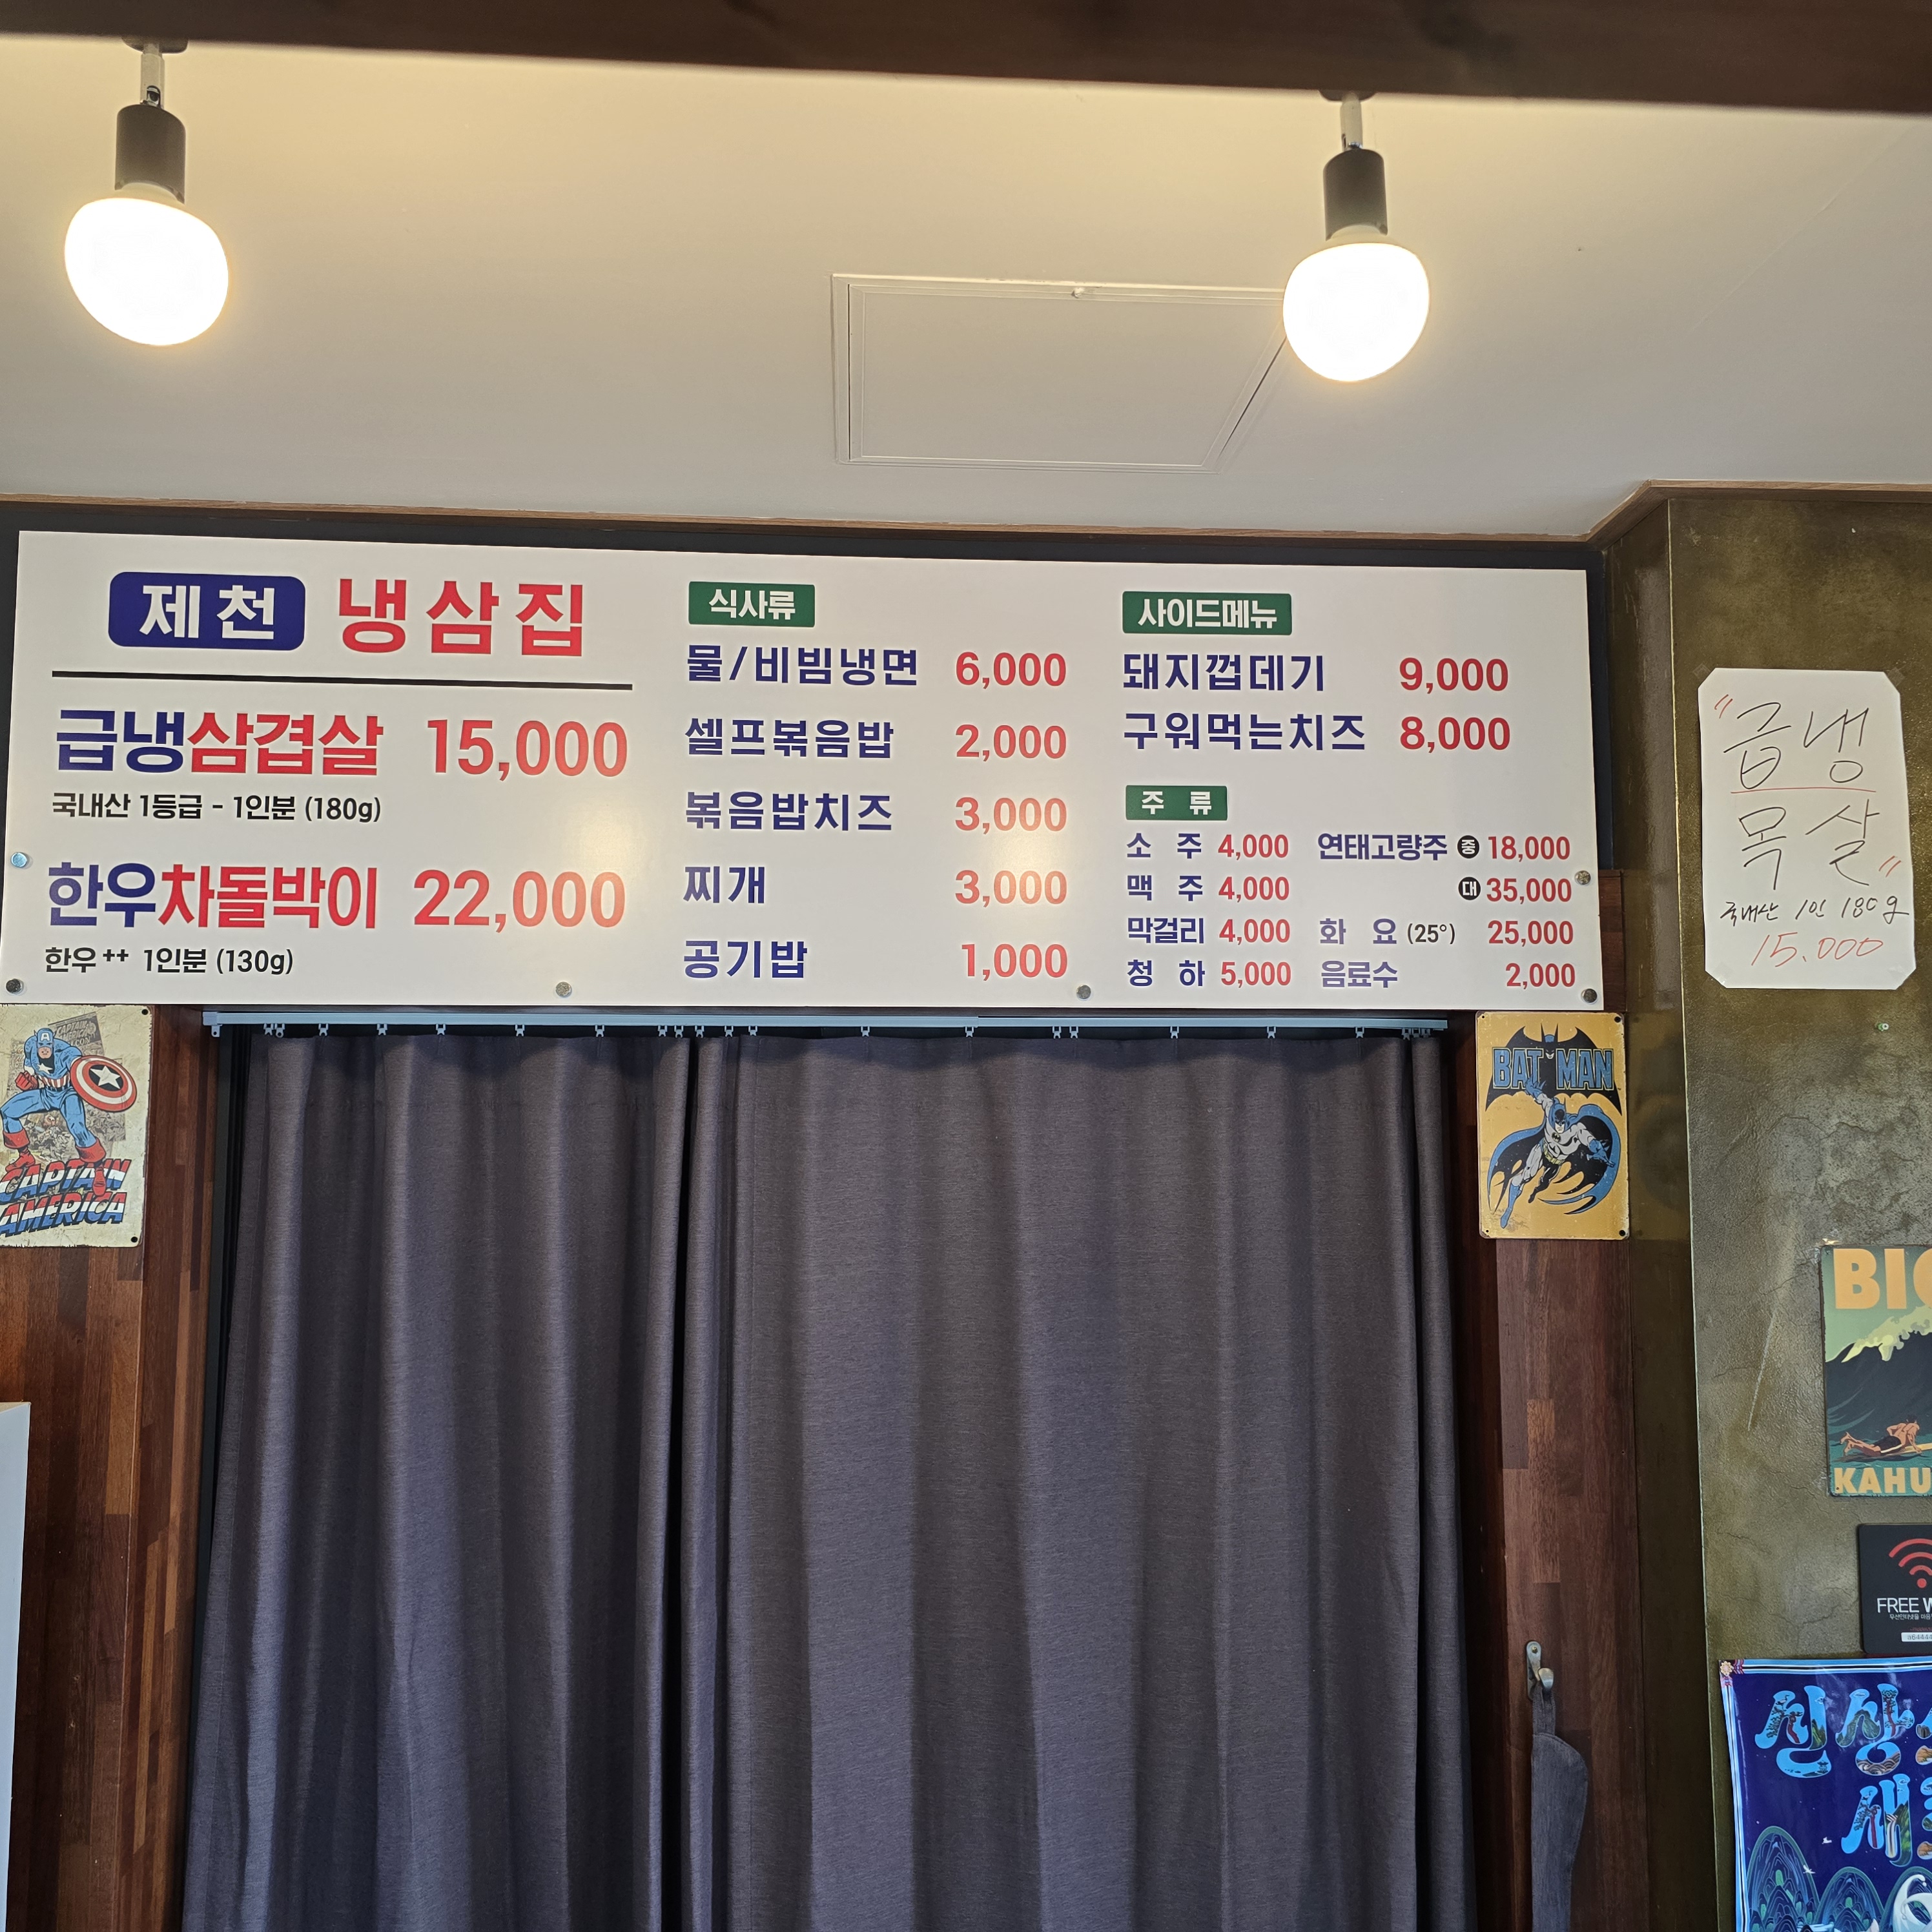 제천 냉삼집
급냉삼겹살 15,000
국내산 1등급 - 1인분 (180g)
한우차돌박이 22,000
한우 ++ 1인분 (130g)
식사류
물/비빔냉면 6,000
셀프볶음밥 2,000
볶음밥치즈 3,000
찌개 3,000
공기밥 1,000
사이드메뉴
돼지껍데기 9,000
구워먹는치즈 8,000
주 류
소 주 4,000 연태고량주 중 18,000
맥 주 4,000 대 35,000
막걸리 4,000 화 요 (25°) 25,000
청 하 5,000 음료수 2,000
"급냉
목살"
국내산 1인 180g
15.000
CAPTAIN
AMERICA
BATMAN
BIG
KAHU
FREE W
신상
새